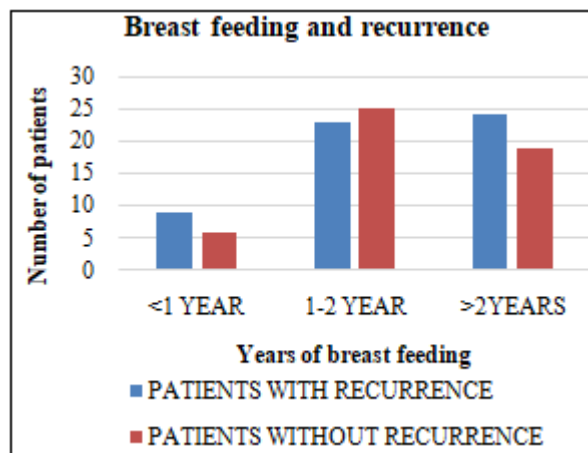 Breast feeding and recurrence
Number of patients
30
25
20
15
10
5
0
<1 YEAR 1-2 YEAR >2YEARS
Years of breast feeding
PATIENTS WITH RECURRENCE
PATIENTS WITHOUT RECURRENCE